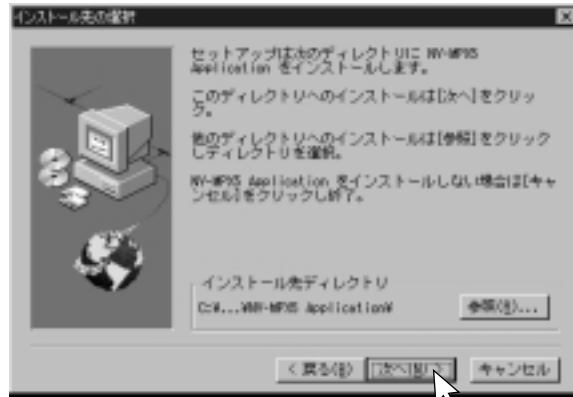 インストール先の選択
セットアップは次のディレクトリに NV-MPX5
Application をインストールします。
このディレクトリへのインストールは[次へ]をクリッ
ク。
他のディレクトリへのインストールは[参照]をクリック
しディレクトリを選択。
NV-MPX5 Application をインストールしない場合は[キャ
ンセル]をクリックし終了。
インストール先ディレクトリ
C:¥...¥NV-MPX5 Application¥
参照(R)...
< 戻る(B)
次へ(N) >
キャンセル